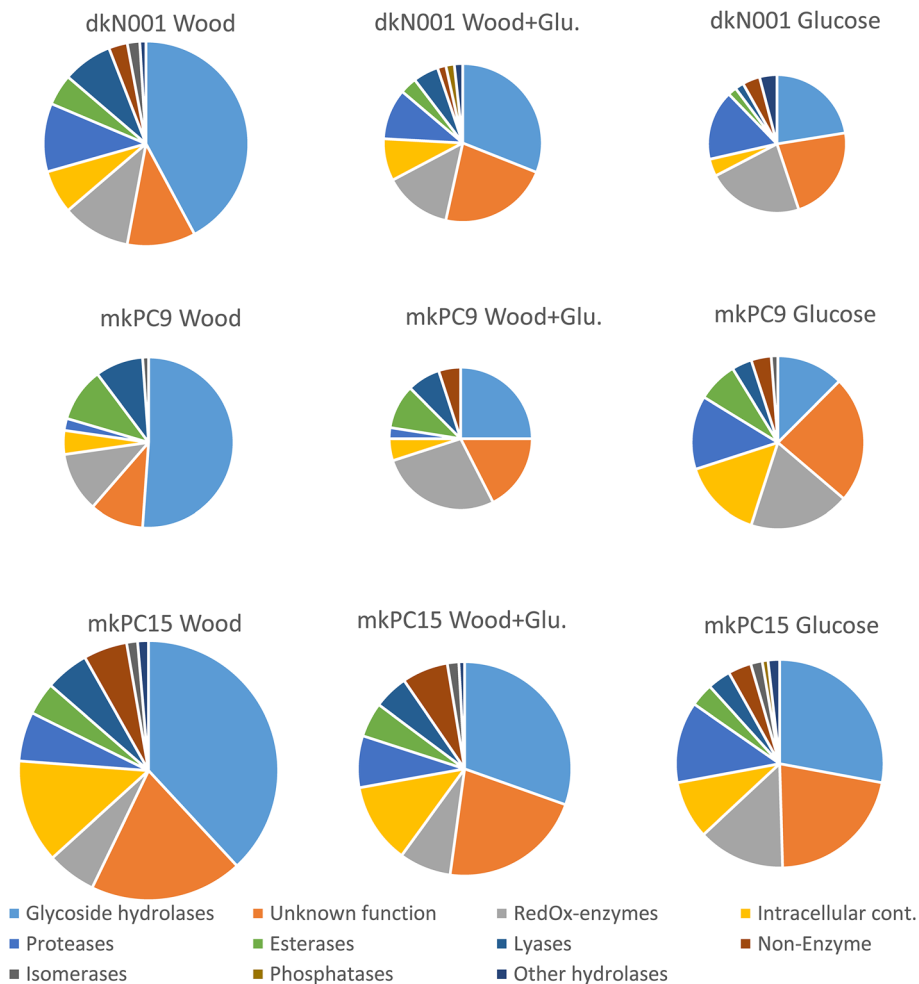 dkN001 Wood
dkN001 Wood+Glu.
dkN001 Glucose
mkPC9 Wood
mkPC9 Wood+Glu.
mkPC9 Glucose
mkPC15 Wood
mkPC15 Wood+Glu.
mkPC15 Glucose
Glycoside hydrolases
Unknown function
RedOx-enzymes
Intracellular cont.
Proteases
Esterases
Lyases
Non-Enzyme
Isomerases
Phosphatases
Other hydrolases